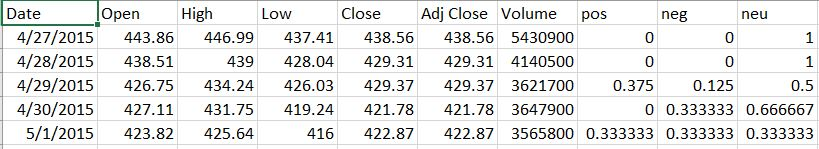 Date Open High Low Close Adj Close Volume pos neg neu
4/27/2015 443.86 446.99 437.41 438.56 438.56 5430900 0 0 1
4/28/2015 438.51 439 428.04 429.31 429.31 4140500 0 0 1
4/29/2015 426.75 434.24 426.03 429.37 429.37 3621700 0.375 0.125 0.5
4/30/2015 427.11 431.75 419.24 421.78 421.78 3647900 0 0.333333 0.666667
5/1/2015 423.82 425.64 416 422.87 422.87 3565800 0.333333 0.333333 0.333333